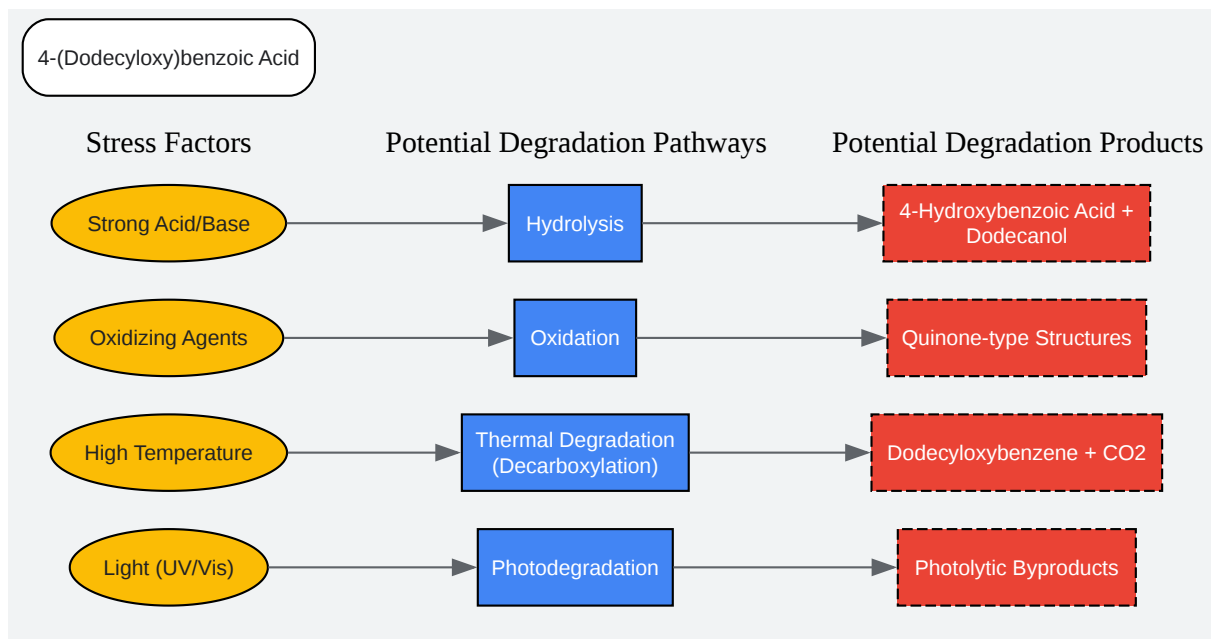 4-(Dodecyloxy)benzoic Acid
Stress Factors
Potential Degradation Pathways
Potential Degradation Products
Strong Acid/Base
Hydrolysis
4-Hydroxybenzoic Acid +
Dodecanol
Oxidizing Agents
Oxidation
Quinone-type Structures
High Temperature
Thermal Degradation
(Decarboxylation)
Dodecyloxybenzene + CO2
Light (UV/Vis)
Photodegradation
Photolytic Byproducts